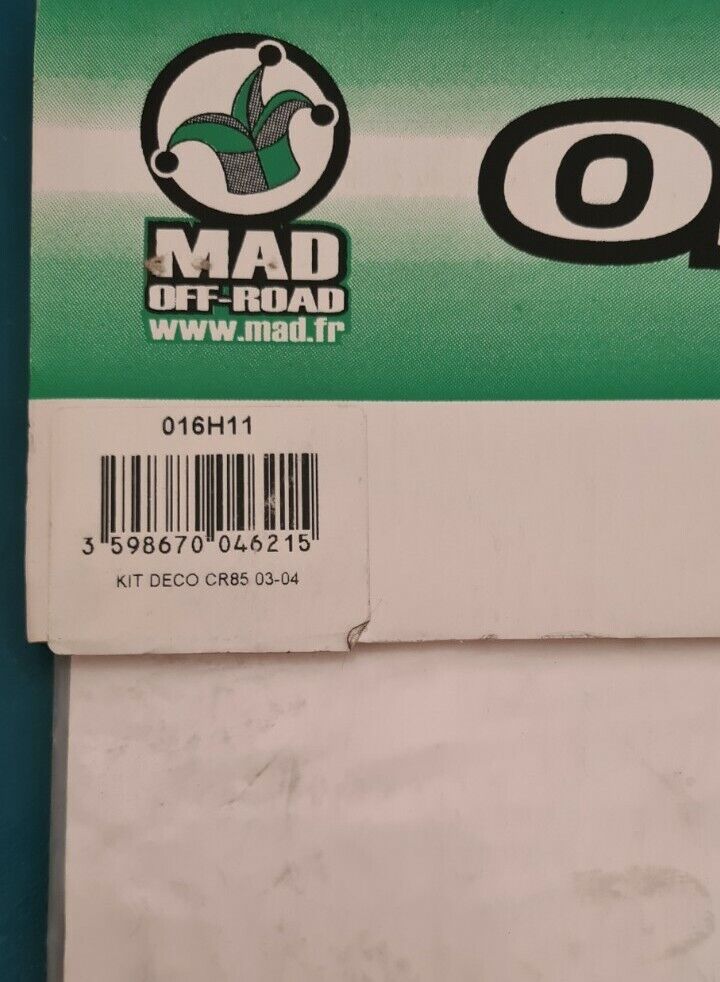 MAD
OFF-ROAD
www.mad.fr
016H11
3 598670 046215
KIT DECO CR85 03-04